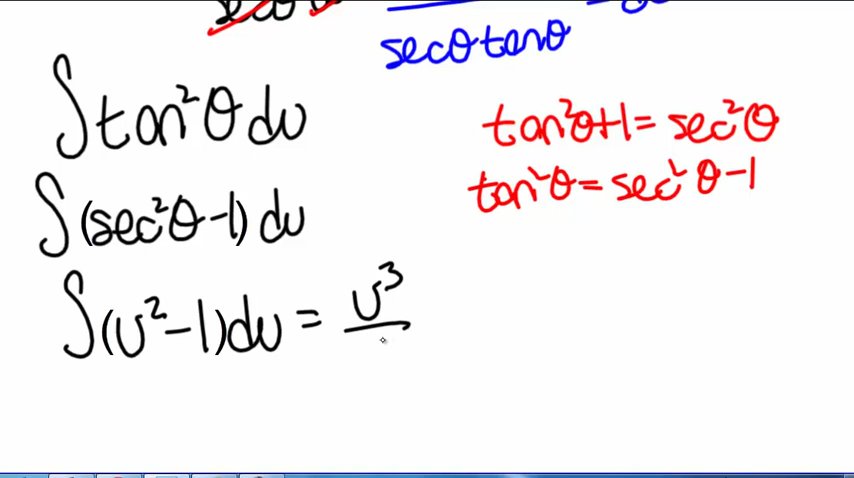 secθtanθ
∫tan²θ du
tan²θ+1=sec²θ
tan²θ=sec²θ-1
∫(sec²θ-1)du
∫(u²-1)du = u³/